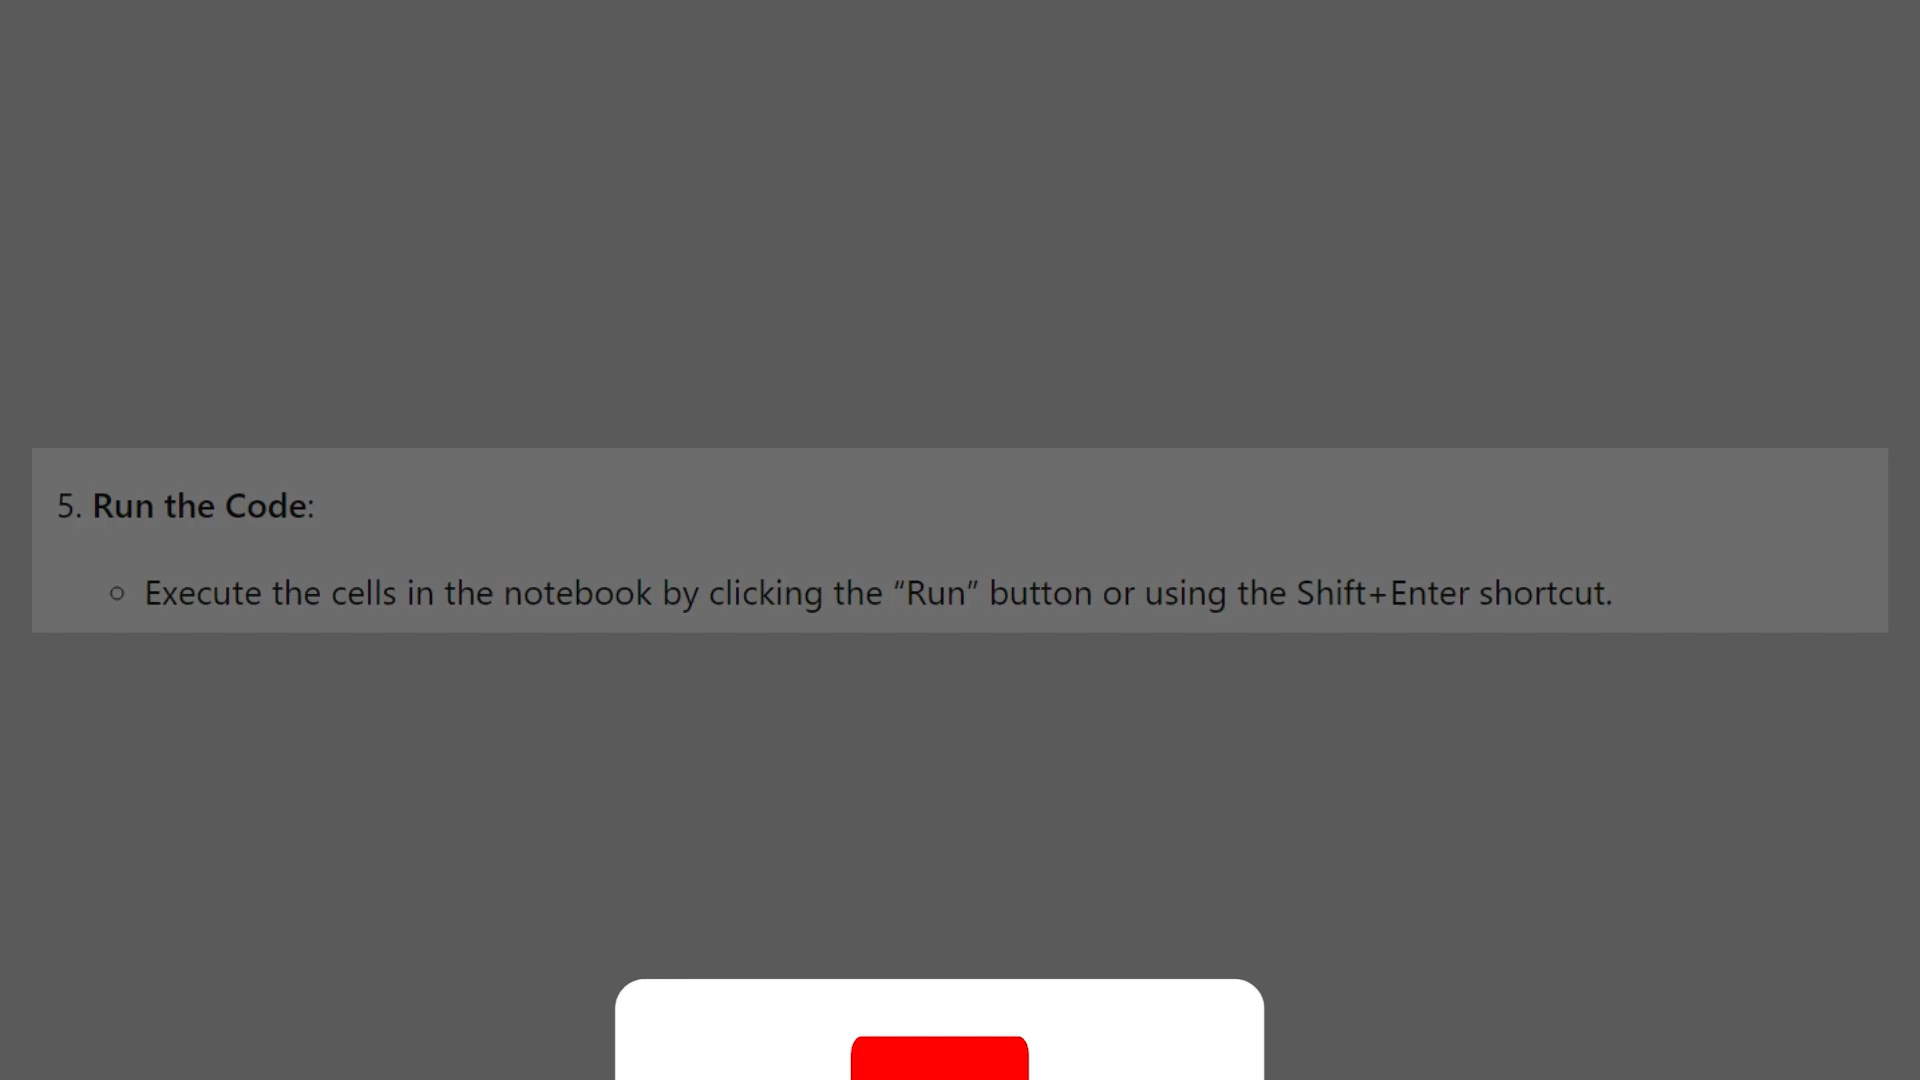 5. Run the Code:
○ Execute the cells in the notebook by clicking the “Run” button or using the Shift+Enter shortcut.